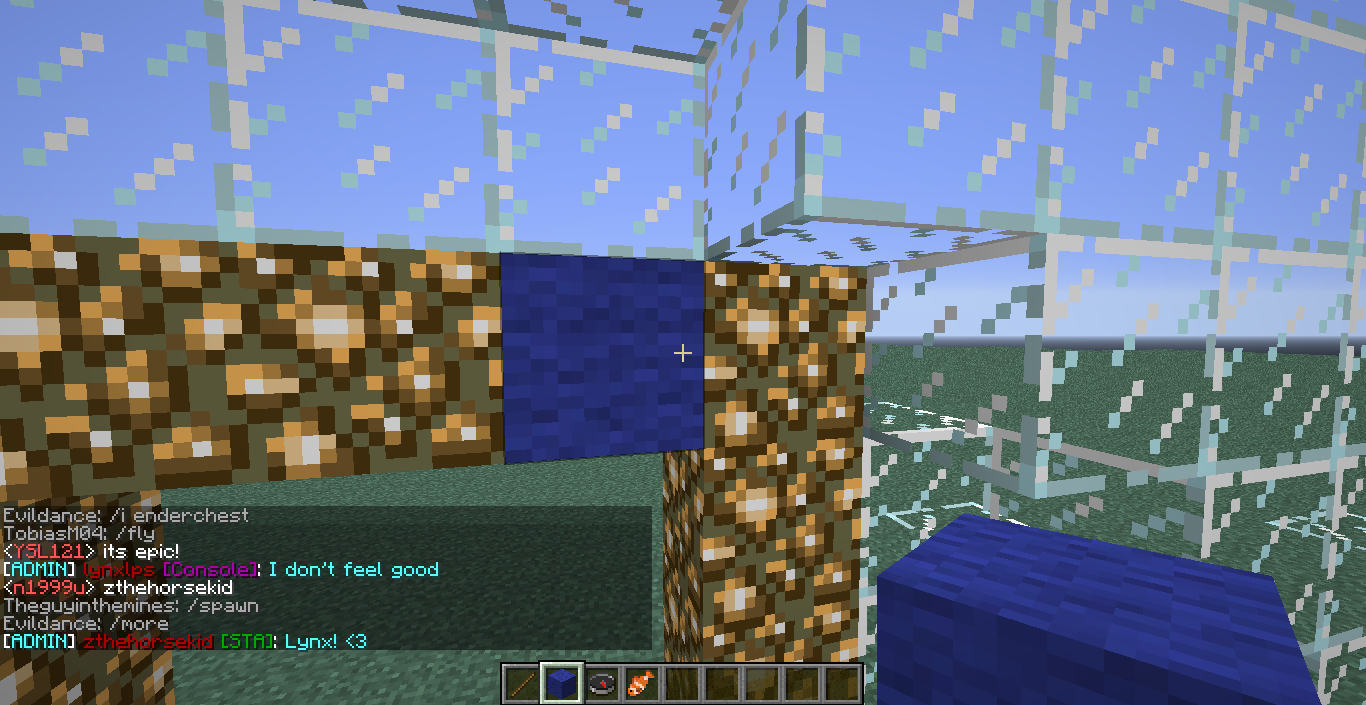 Evildance: /i enderchest
TobiasM04: /fly
<Y5L121> its epic!
[ADMIN] lynxlps [Console]: I don't feel good
<n1999u> zthehorsekid
Theguyinthemines: /spawn
Evildance: /more
[ADMIN] zthehorsekid [STA]: Lynx! <3